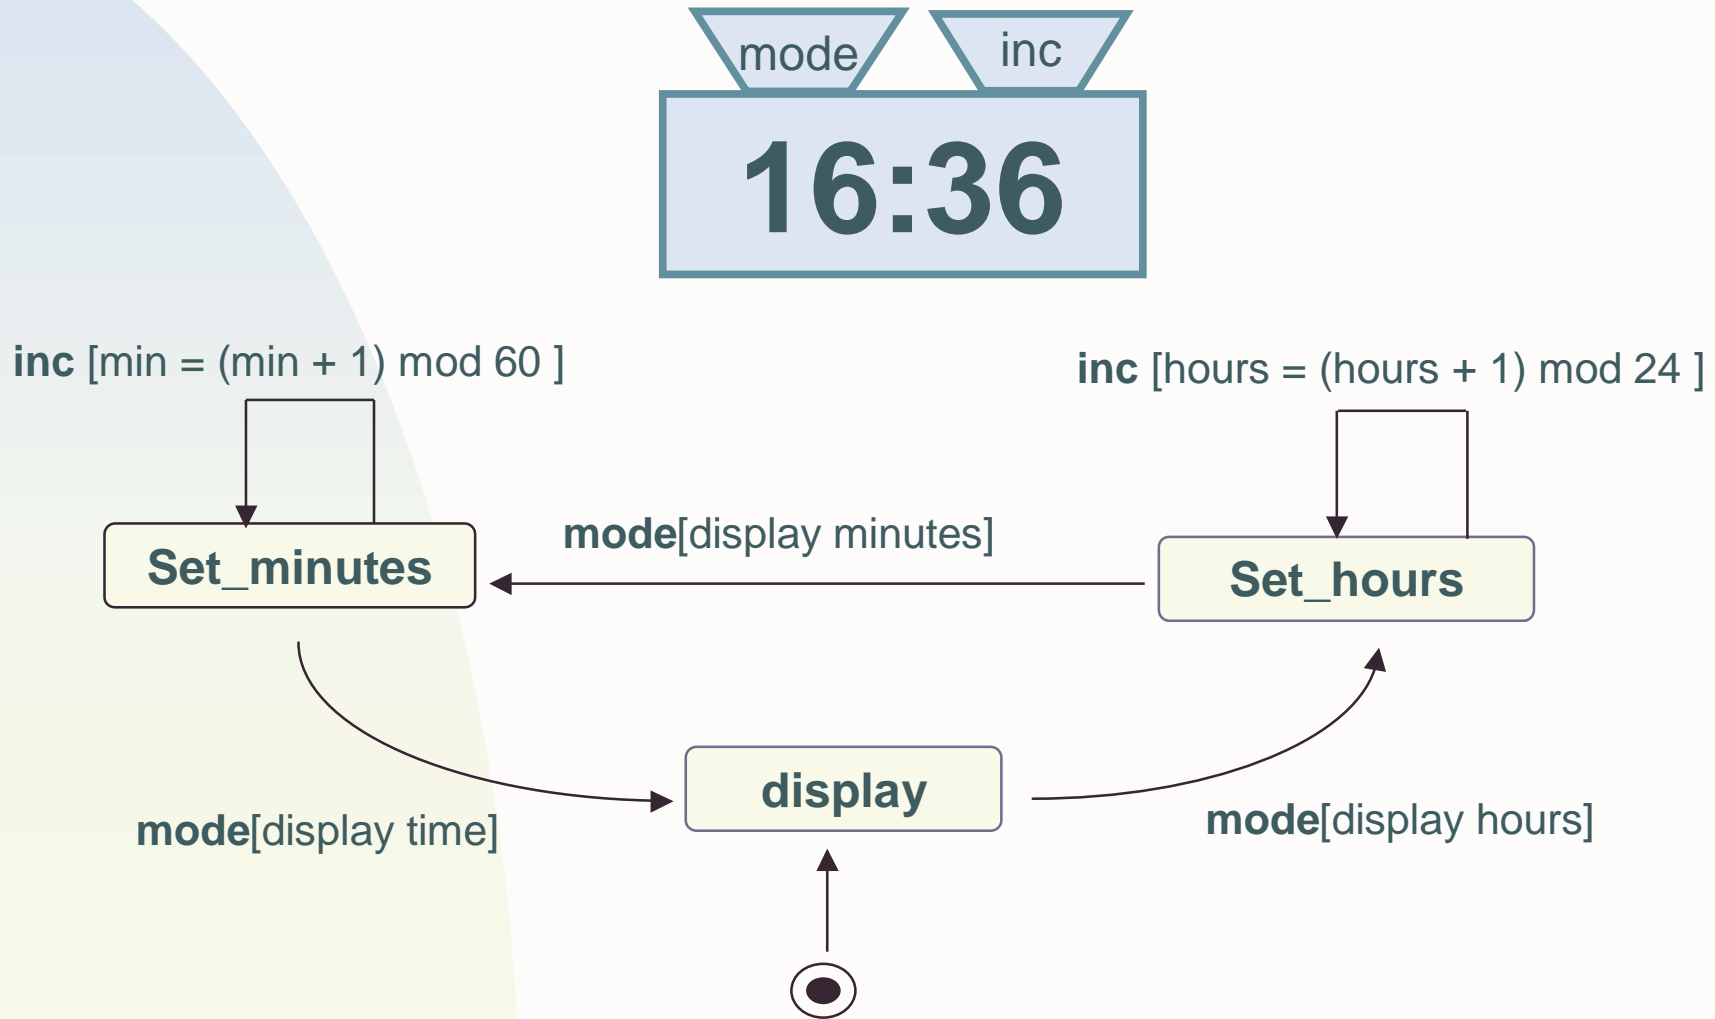 mode
inc
16:36
inc [min = (min + 1) mod 60 ]
inc [hours = (hours + 1) mod 24 ]
mode[display minutes]
Set_minutes
Set_hours
display
mode[display time]
mode[display hours]